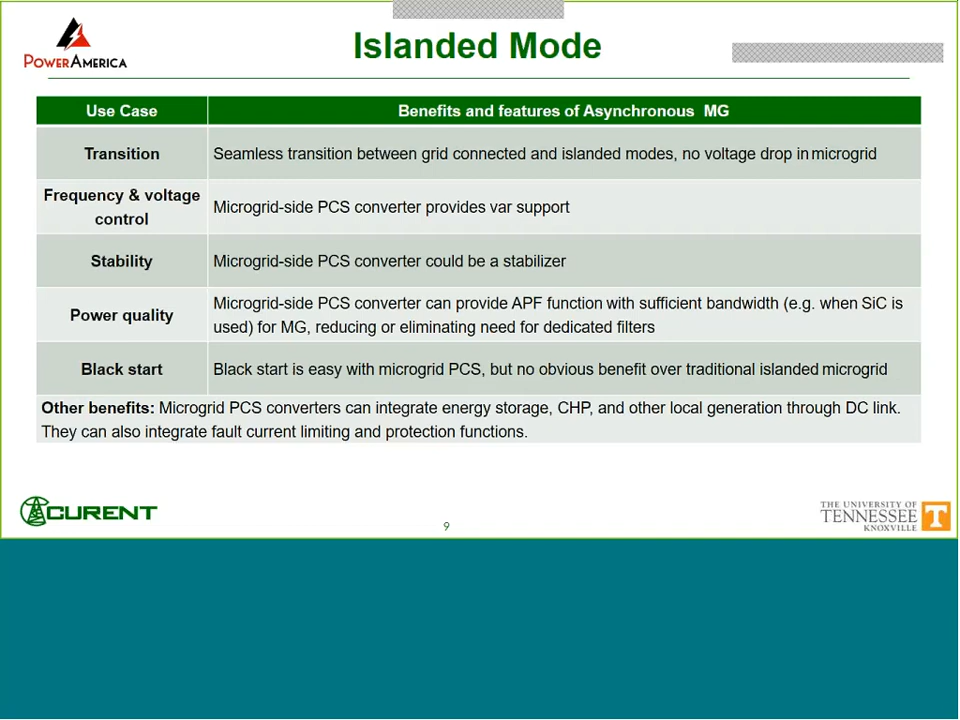 POWERAMERICA
Islanded Mode
Use Case
Benefits and features of Asynchronous MG
Transition
Seamless transition between grid connected and islanded modes, no voltage drop in microgrid
Frequency & voltage
control
Microgrid-side PCS converter provides var support
Stability
Microgrid-side PCS converter could be a stabilizer
Power quality
Microgrid-side PCS converter can provide APF function with sufficient bandwidth (e.g. when SiC is
used) for MG, reducing or eliminating need for dedicated filters
Black start
Black start is easy with microgrid PCS, but no obvious benefit over traditional islanded microgrid
Other benefits: Microgrid PCS converters can integrate energy storage, CHP, and other local generation through DC link.
They can also integrate fault current limiting and protection functions.
CURENT
9
THE UNIVERSITY OF
TENNESSEE
KNOXVILLE
T